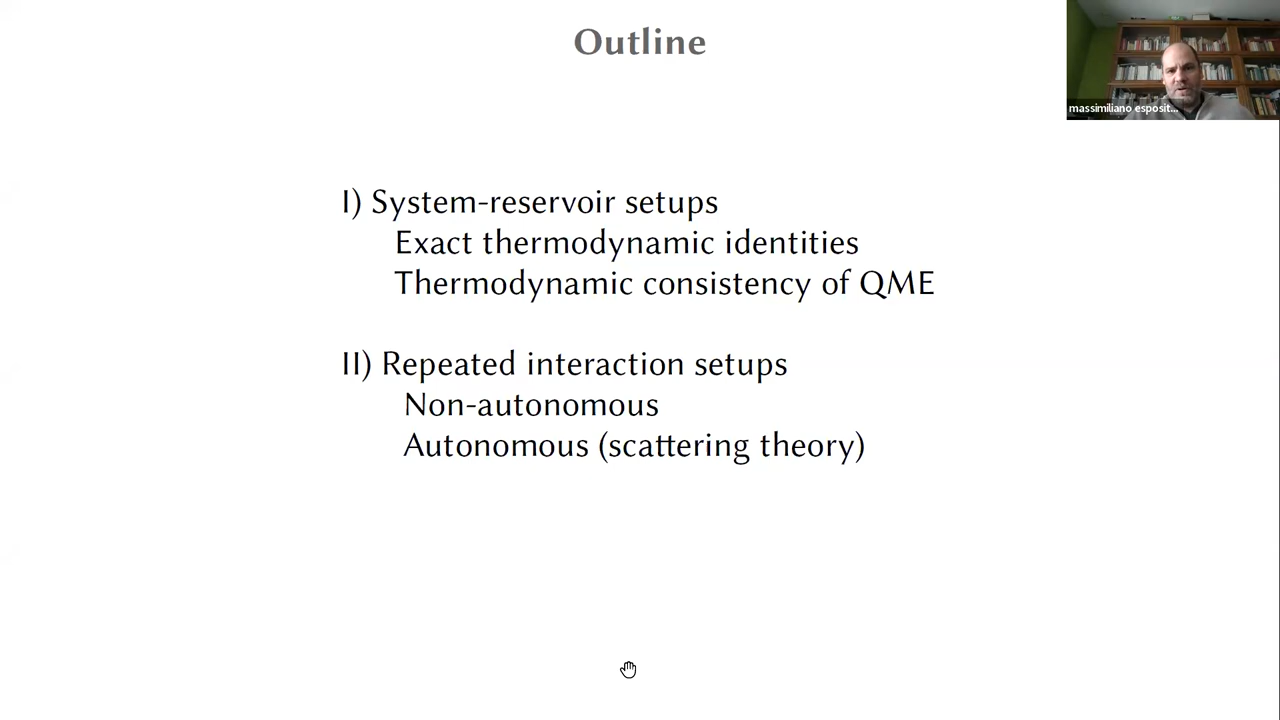 Outline
massimiliano esposit...
I) System-reservoir setups
Exact thermodynamic identities
Thermodynamic consistency of QME
II) Repeated interaction setups
Non-autonomous
Autonomous (scattering theory)